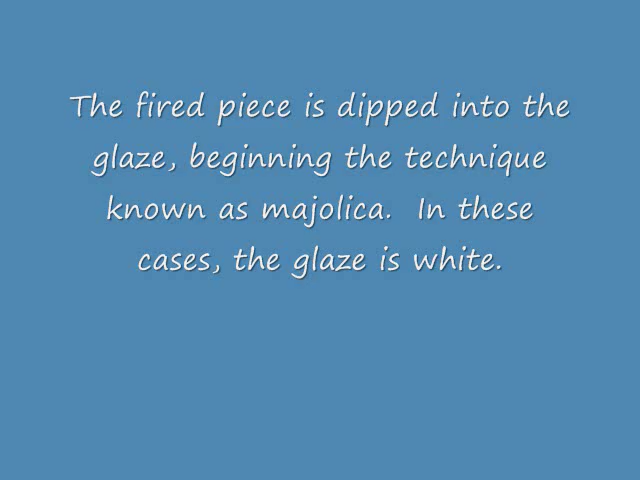 The fired piece is dipped into the
glaze, beginning the technique
known as majolica.  In these
cases, the glaze is white.